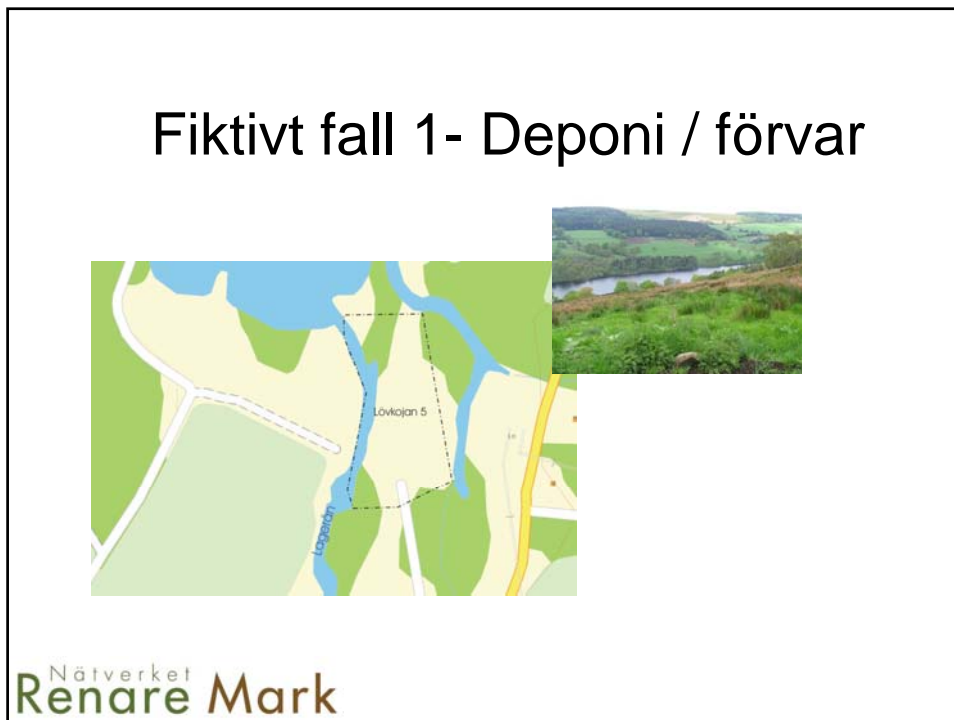 Fiktivt fall 1- Deponi / förvar
Lövkojan 5
Lagerån
Nätverket
Renare Mark